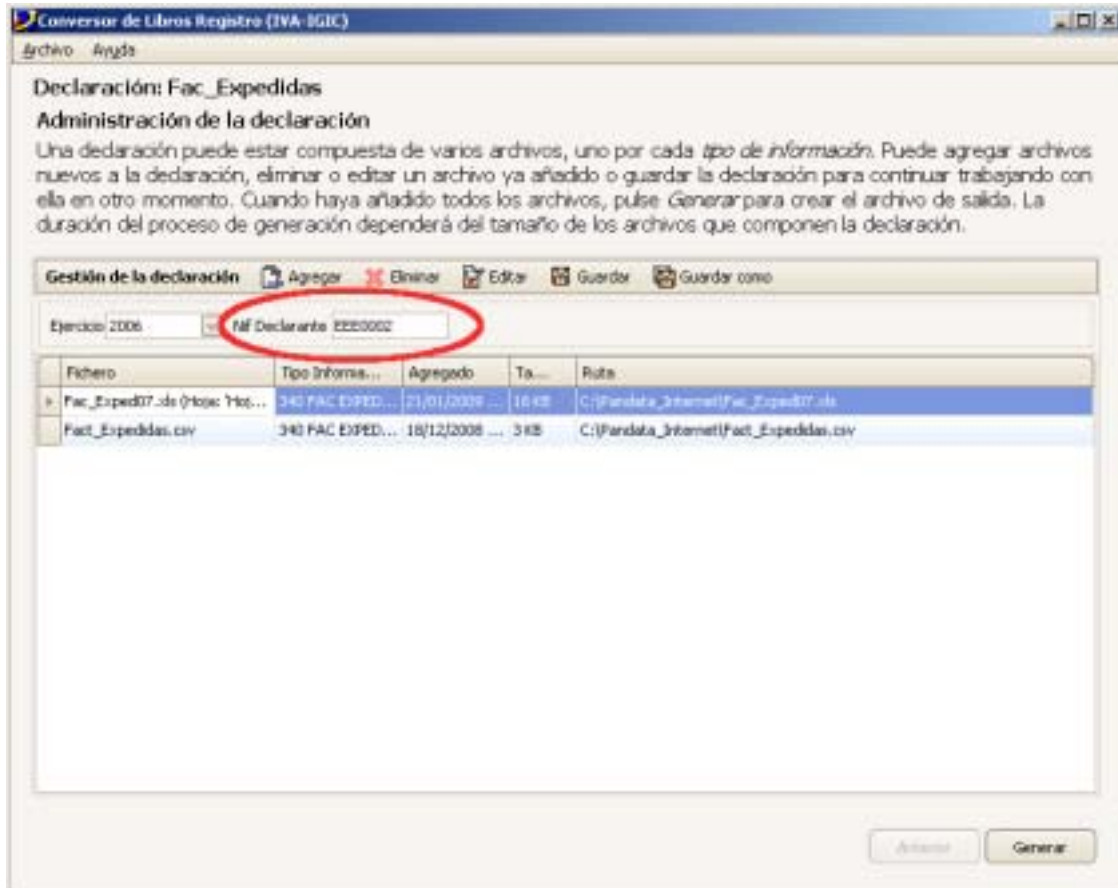 Conversor de Libros Registro (IVA-IGIC)
Archivo Ayuda
Declaración: Fac_Expedidas
Administración de la declaración
Una declaración puede estar compuesta de varios archivos, uno por cada tipo de información. Puede agregar archivos
nuevos a la declaración, eliminar o editar un archivo ya añadido o guardar la declaración para continuar trabajando con
ella en otro momento. Cuando haya añadido todos los archivos, pulse Generar para crear el archivo de salida. La
duración del proceso de generación dependerá del tamaño de los archivos que componen la declaración.
Gestión de la declaración Agregar Eliminar Editar Guardar Guardar como
Ejercicio 2006 Nif Declarante EEE0002
Fichero Tipo Informa... Agregado Ta... Ruta
Fac_Exped07.xls (Hoja: 'Hoj... 340 FAC EXPED... 21/01/2009 ... 16 KB C:\Pandata_Internet\Fac_Exped07.xls
Fact_Expedidas.csv 340 FAC EXPED... 18/12/2008 ... 3 KB C:\Pandata_Internet\Fact_Expedidas.csv
Anterior Generar